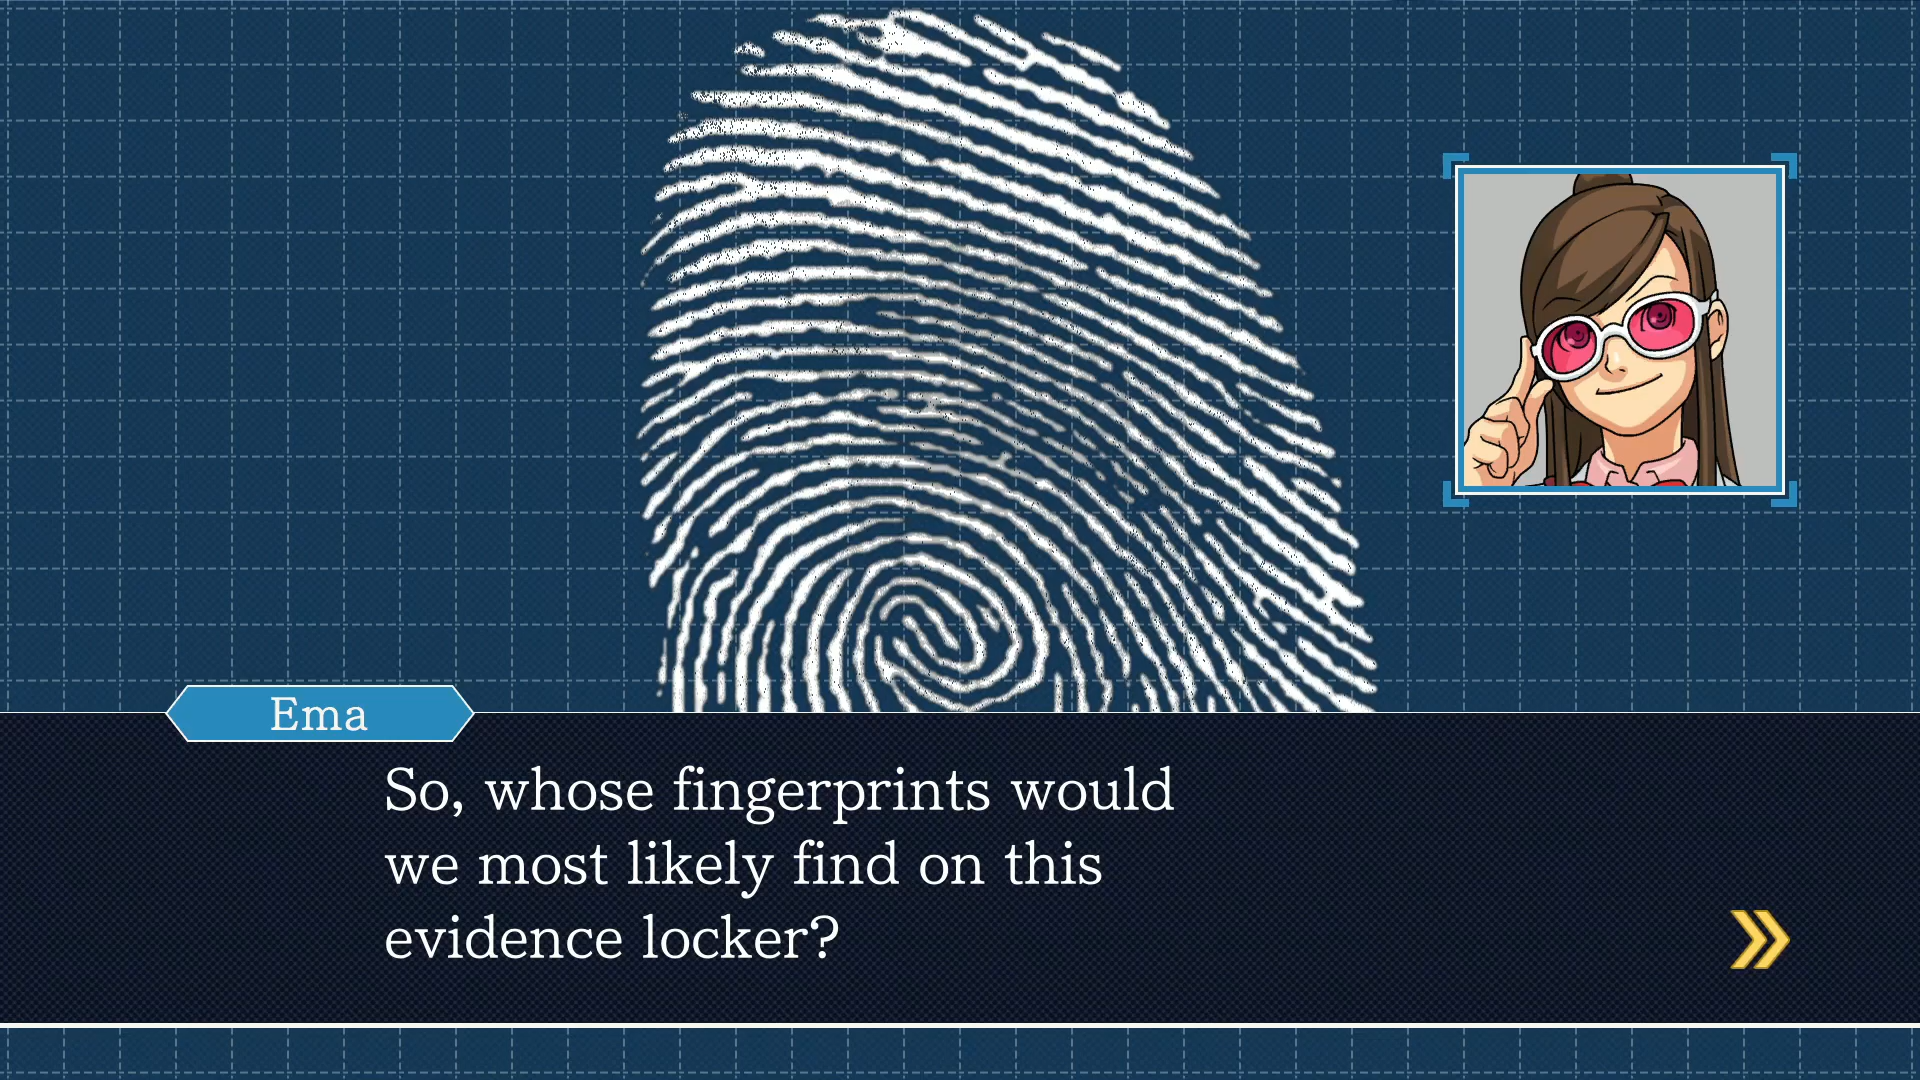 Ema
So, whose fingerprints would
we most likely find on this
evidence locker?